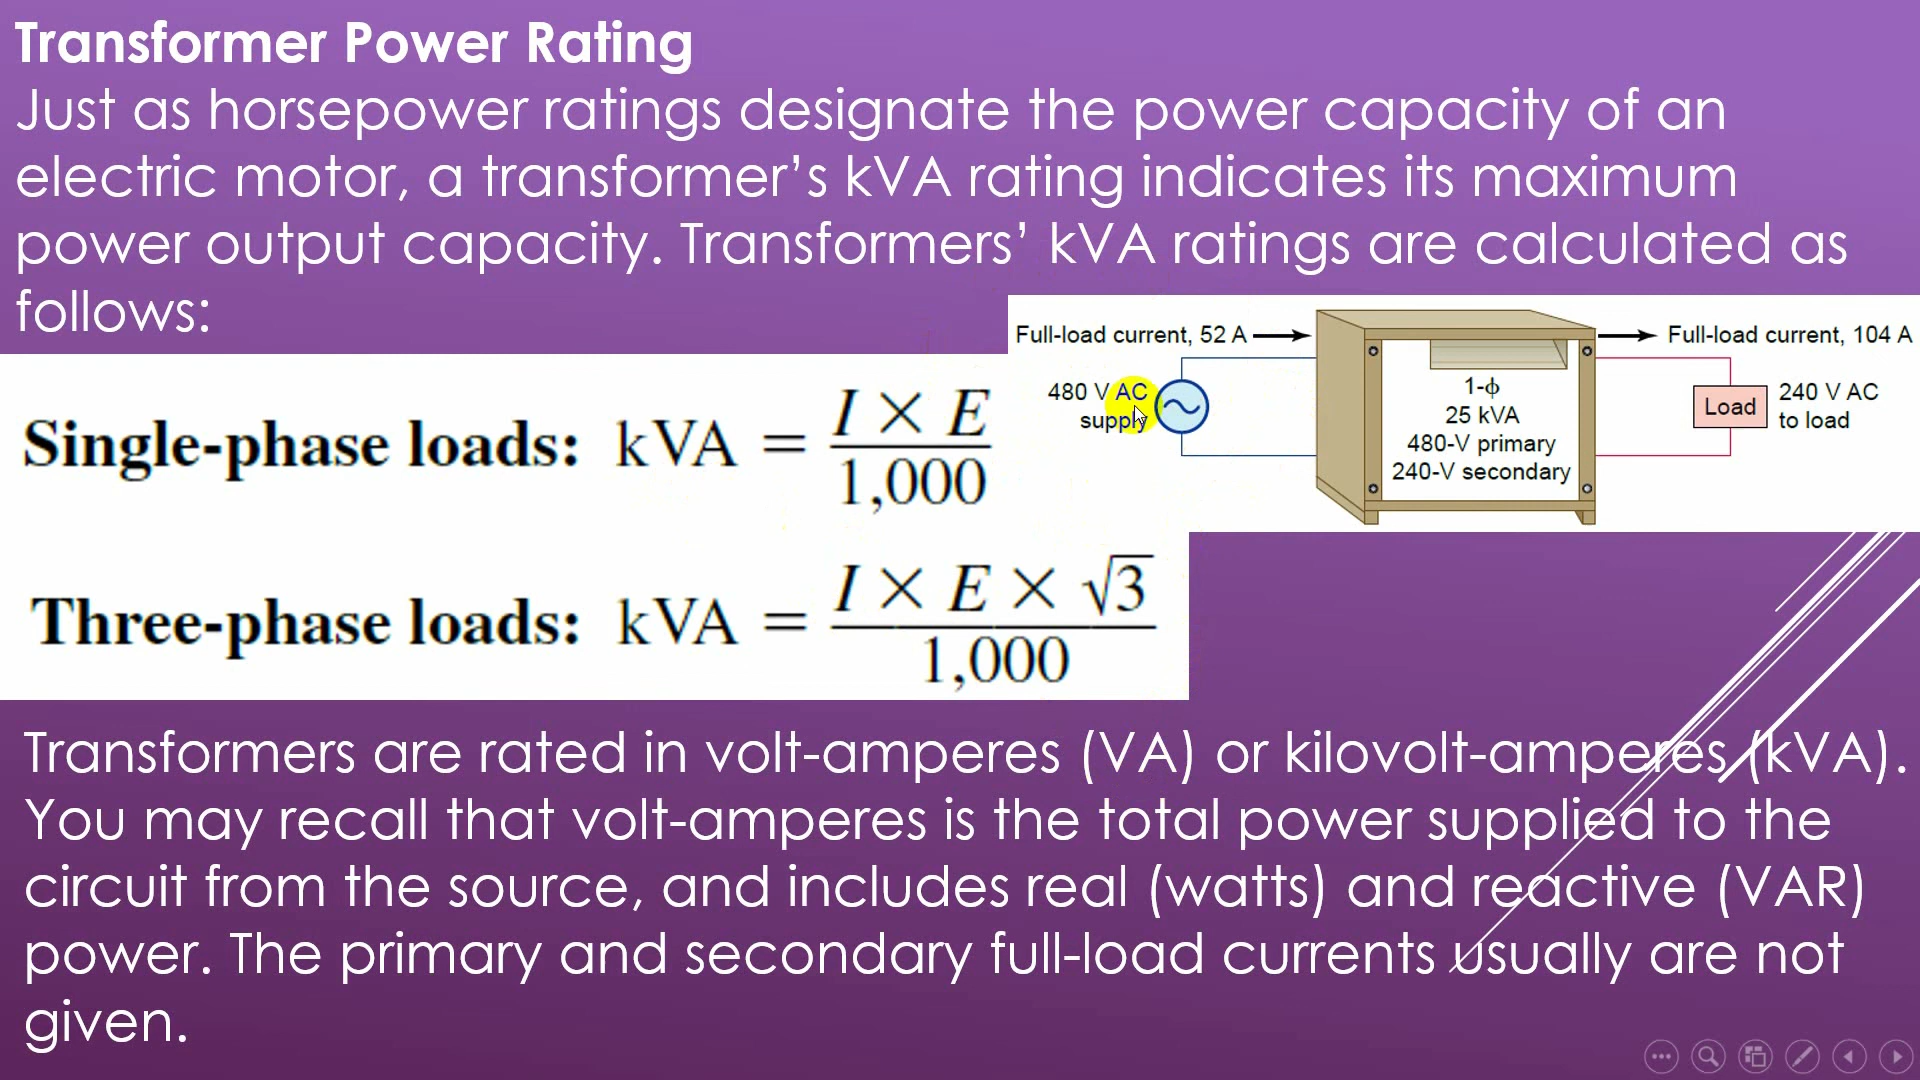 Transformer Power Rating
Just as horsepower ratings designate the power capacity of an
electric motor, a transformer’s kVA rating indicates its maximum
power output capacity. Transformers’ kVA ratings are calculated as
follows:
Single-phase loads: kVA = I × E / 1,000
Three-phase loads: kVA = I × E × √3 / 1,000
Full-load current, 52 A
480 V AC
supply
1-ϕ
25 kVA
480-V primary
240-V secondary
Full-load current, 104 A
Load
240 V AC
to load
Transformers are rated in volt-amperes (VA) or kilovolt-amperes (kVA).
You may recall that volt-amperes is the total power supplied to the
circuit from the source, and includes real (watts) and reactive (VAR)
power. The primary and secondary full-load currents usually are not
given.